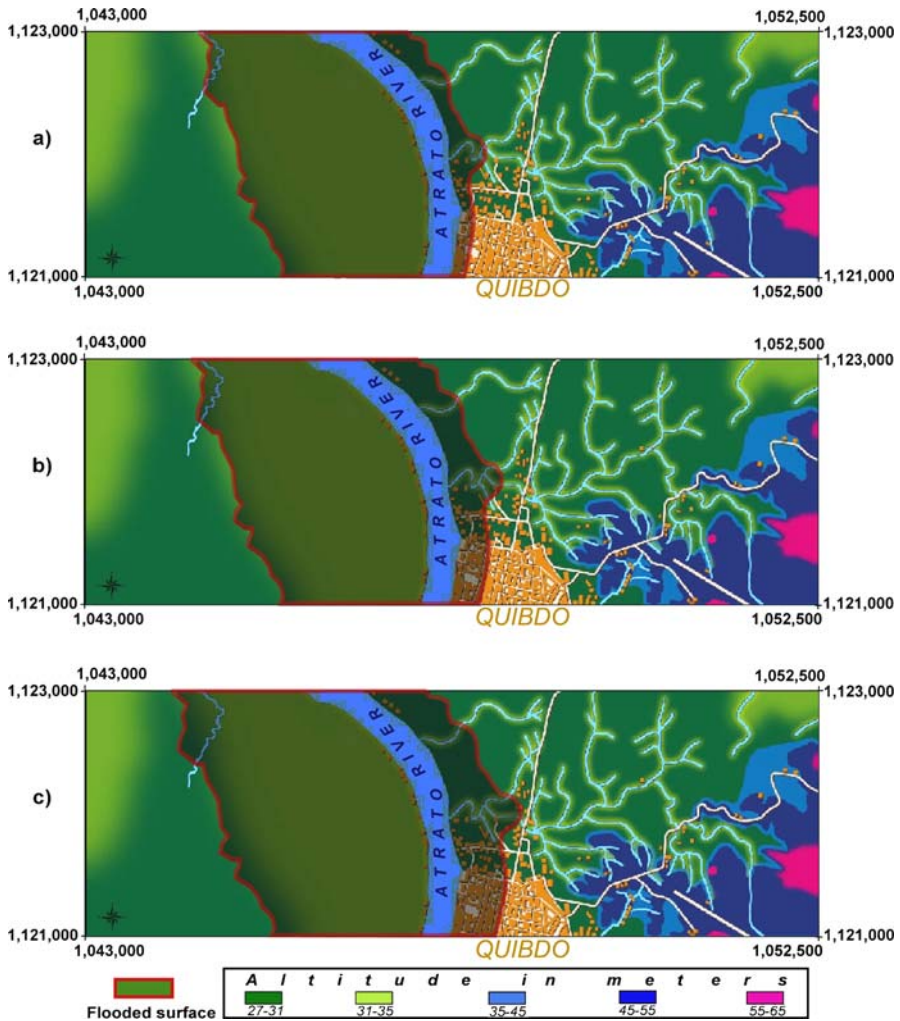 1,043,000
1,052,500
1,123,000
1,123,000
a)
ATRATO RIVER
1,121,000
1,121,000
1,043,000
1,052,500
QUIBDO
1,043,000
1,052,500
1,123,000
1,123,000
b)
ATRATO RIVER
1,121,000
1,121,000
1,043,000
1,052,500
QUIBDO
1,043,000
1,052,500
1,123,000
1,123,000
c)
ATRATO RIVER
1,121,000
1,121,000
1,043,000
1,052,500
QUIBDO
Altitude in meters
27-31 31-35 35-45 45-55 55-65
Flooded surface